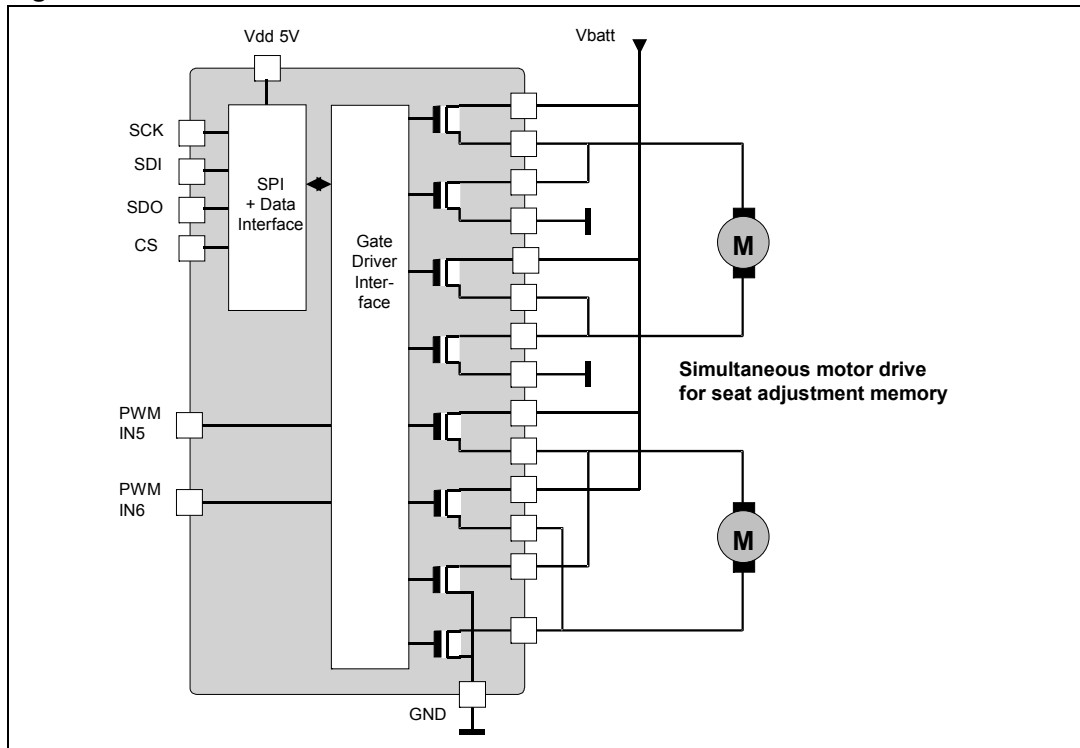 Vdd 5V
Vbatt
SCK
SDI
SDO
CS
SPI
+ Data
Interface
Gate
Driver
Inter-
face
M
Simultaneous motor drive
for seat adjustment memory
PWM
IN5
PWM
IN6
M
GND